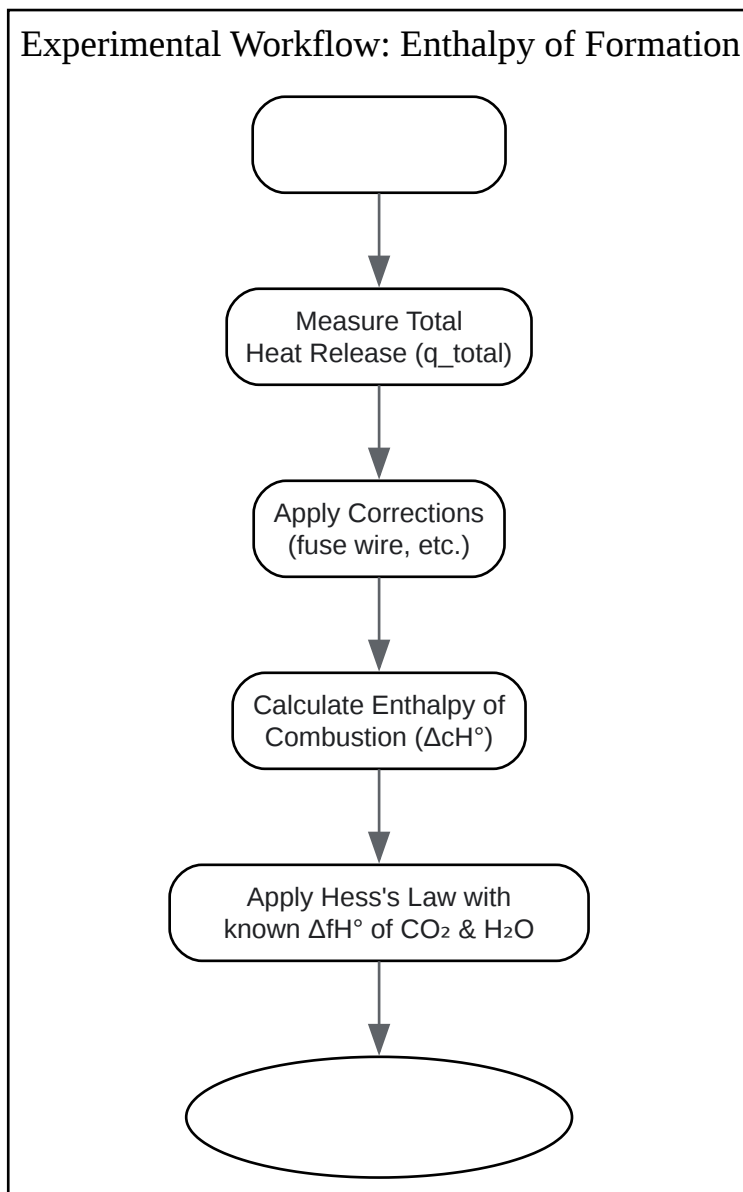 Experimental Workflow: Enthalpy of Formation
Measure Total
Heat Release (q_total)
Apply Corrections
(fuse wire, etc.)
Calculate Enthalpy of
Combustion (ΔcH°)
Apply Hess's Law with
known ΔfH° of CO₂ & H₂O